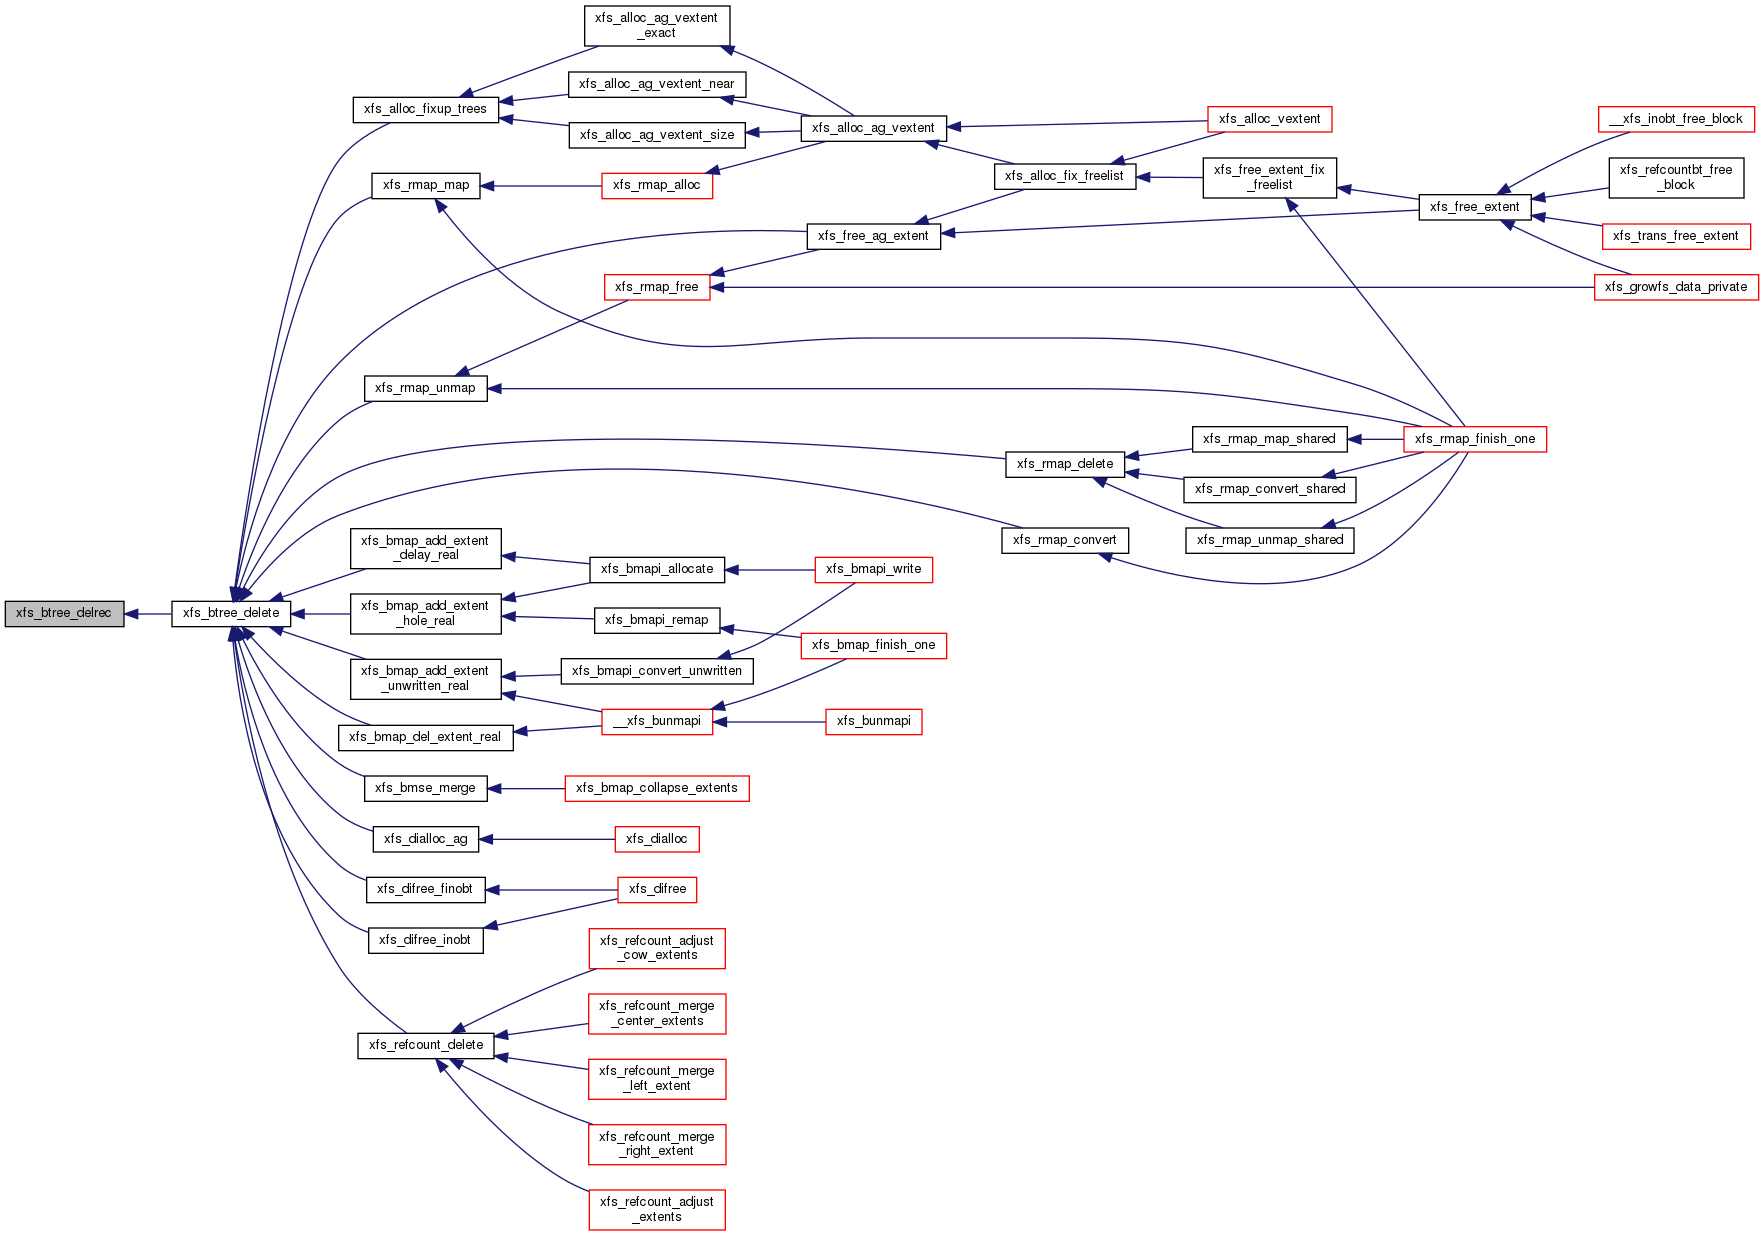 xfs_alloc_ag_vextent
_exact
xfs_alloc_ag_vextent_near
xfs_alloc_fixup_trees
xfs_alloc_ag_vextent_size
xfs_alloc_ag_vextent
xfs_alloc_vextent
__xfs_inobt_free_block
xfs_rmap_map
xfs_rmap_alloc
xfs_alloc_fix_freelist
xfs_free_extent_fix
_freelist
xfs_refcountbt_free
_block
xfs_free_extent
xfs_free_ag_extent
xfs_trans_free_extent
xfs_rmap_free
xfs_growfs_data_private
xfs_rmap_unmap
xfs_rmap_map_shared
xfs_rmap_finish_one
xfs_rmap_delete
xfs_rmap_convert_shared
xfs_rmap_convert
xfs_rmap_unmap_shared
xfs_bmap_add_extent
_delay_real
xfs_bmapi_allocate
xfs_bmapi_write
xfs_btree_delrec
xfs_btree_delete
xfs_bmap_add_extent
_hole_real
xfs_bmapi_remap
xfs_bmap_finish_one
xfs_bmap_add_extent
_unwritten_real
xfs_bmapi_convert_unwritten
xfs_bmap_del_extent_real
__xfs_bunmapi
xfs_bunmapi
xfs_bmse_merge
xfs_bmap_collapse_extents
xfs_dialloc_ag
xfs_dialloc
xfs_difree_finobt
xfs_difree
xfs_difree_inobt
xfs_refcount_adjust
_cow_extents
xfs_refcount_merge
_center_extents
xfs_refcount_delete
xfs_refcount_merge
_left_extent
xfs_refcount_merge
_right_extent
xfs_refcount_adjust
_extents